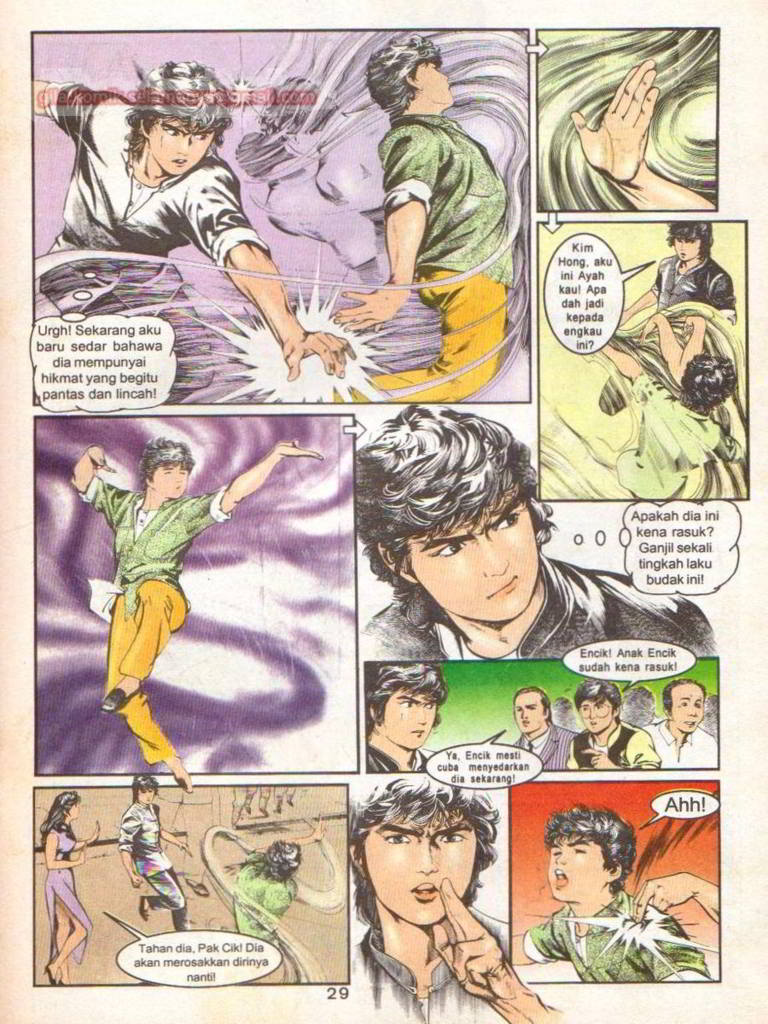 Urgh! Sekarang aku
baru sedar bahawa
dia mempunyai
hikmat yang begitu
pantas dan lincah!
Kim
Hong, aku
ini Ayah
kau! Apa
dah jadi
kepada
engkau
ini?
Apakah dia ini
kena rasuk?
Ganjil sekali
tingkah laku
budak ini!
Encik! Anak Encik
sudah kena rasuk!
Ya, Encik mesti
cuba menyedarkan
dia sekarang!
Tahan dia, Pak Cik! Dia
akan merosakkan dirinya
nanti!
Ahh!
29